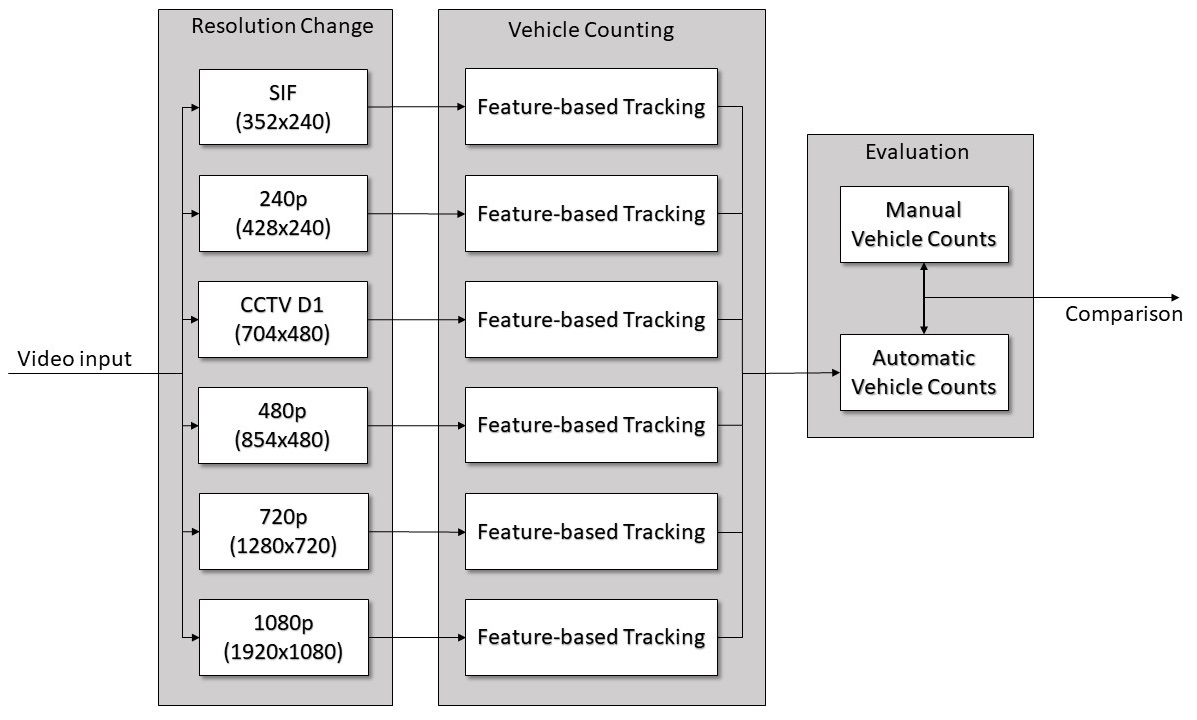 Resolution Change
Vehicle Counting
SIF
(352x240)
Feature-based Tracking
Evaluation
240p
(428x240)
Feature-based Tracking
Manual
Vehicle Counts
CCTV D1
(704x480)
Feature-based Tracking
Comparison
Video input
Automatic
Vehicle Counts
480p
(854x480)
Feature-based Tracking
720p
(1280x720)
Feature-based Tracking
1080p
(1920x1080)
Feature-based Tracking